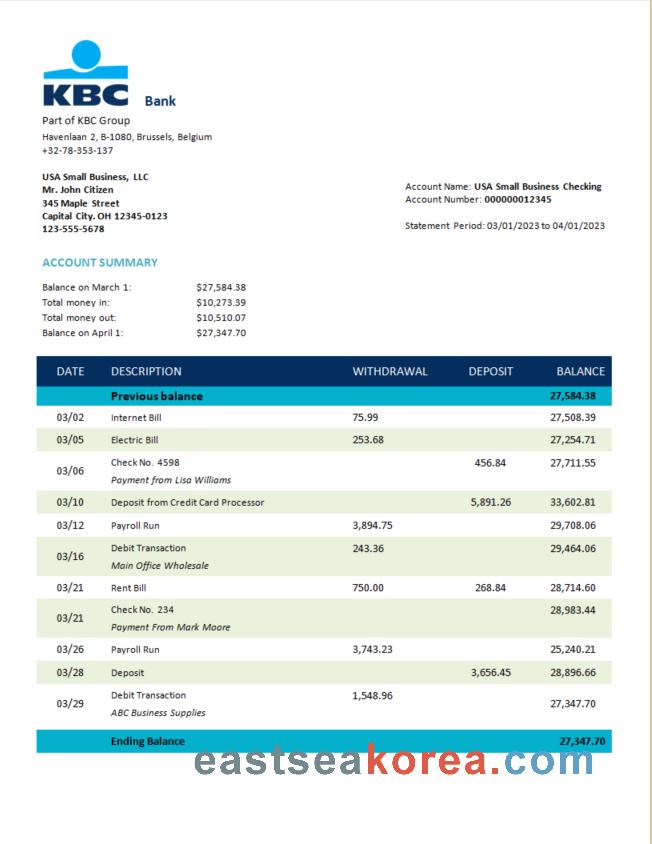 KBC Bank
Part of KBC Group
Havenlaan 2, B-1080, Brussels, Belgium
+32-78-353-137
USA Small Business, LLC
Mr. John Citizen
345 Maple Street
Capital City. OH 12345-0123
123-555-5678
Account Name: USA Small Business Checking
Account Number: 000000012345
Statement Period: 03/01/2023 to 04/01/2023
ACCOUNT SUMMARY
Balance on March 1: $27,584.38
Total money in: $10,273.39
Total money out: $10,510.07
Balance on April 1: $27,347.70
DATE DESCRIPTION WITHDRAWAL DEPOSIT BALANCE
Previous balance 27,584.38
03/02 Internet Bill 75.99 27,508.39
03/05 Electric Bill 253.68 27,254.71
03/06 Check No. 4598 456.84 27,711.55
Payment from Lisa Williams
03/10 Deposit from Credit Card Processor 5,891.26 33,602.81
03/12 Payroll Run 3,894.75 29,708.06
03/16 Debit Transaction 243.36 29,464.06
Main Office Wholesale
03/21 Rent Bill 750.00 268.84 28,714.60
03/21 Check No. 234 28,983.44
Payment From Mark Moore
03/26 Payroll Run 3,743.23 25,240.21
03/28 Deposit 3,656.45 28,896.66
03/29 Debit Transaction 1,548.96 27,347.70
ABC Business Supplies
Ending Balance 27,347.70
eastseakorea.com